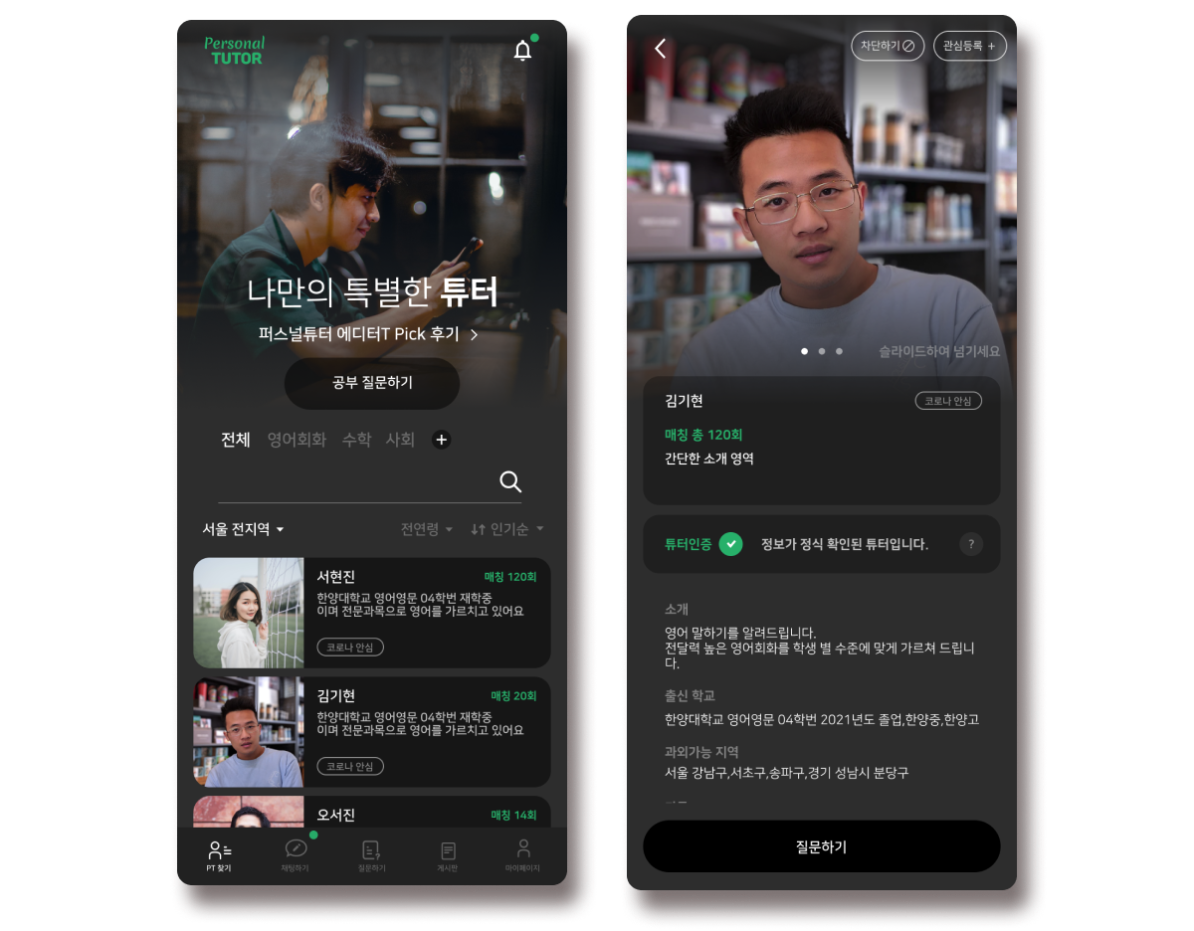 Personal
TUTOR
나만의 특별한 튜터
퍼스널튜터 에디터T Pick 후기 >
공부 질문하기
전체 영어회화 수학 사회 +
서울 전지역 전연령 인기순
서현진 매칭 120회
한양대학교 영어영문 04학번 재학중
이며 전문과목으로 영어를 가르치고 있어요
코로나 안심
김기현 매칭 20회
한양대학교 영어영문 04학번 재학중
이며 전문과목으로 영어를 가르치고 있어요
코로나 안심
오서진 매칭 14회
PT 찾기 채팅하기 질문하기 게시판 마이페이지
차단하기 관심등록 +
슬라이드하여 넘기세요
김기현 코로나 안심
매칭 총 120회
간단한 소개 영역
튜터인증 정보가 정식 확인된 튜터입니다. ?
소개
영어 말하기를 알려드립니다.
전달력 높은 영어회화를 학생 별 수준에 맞게 가르쳐 드립니
다.
출신 학교
한양대학교 영어영문 04학번 2021년도 졸업,한양중,한양고
과외가능 지역
서울 강남구,서초구,송파구,경기 성남시 분당구
질문하기